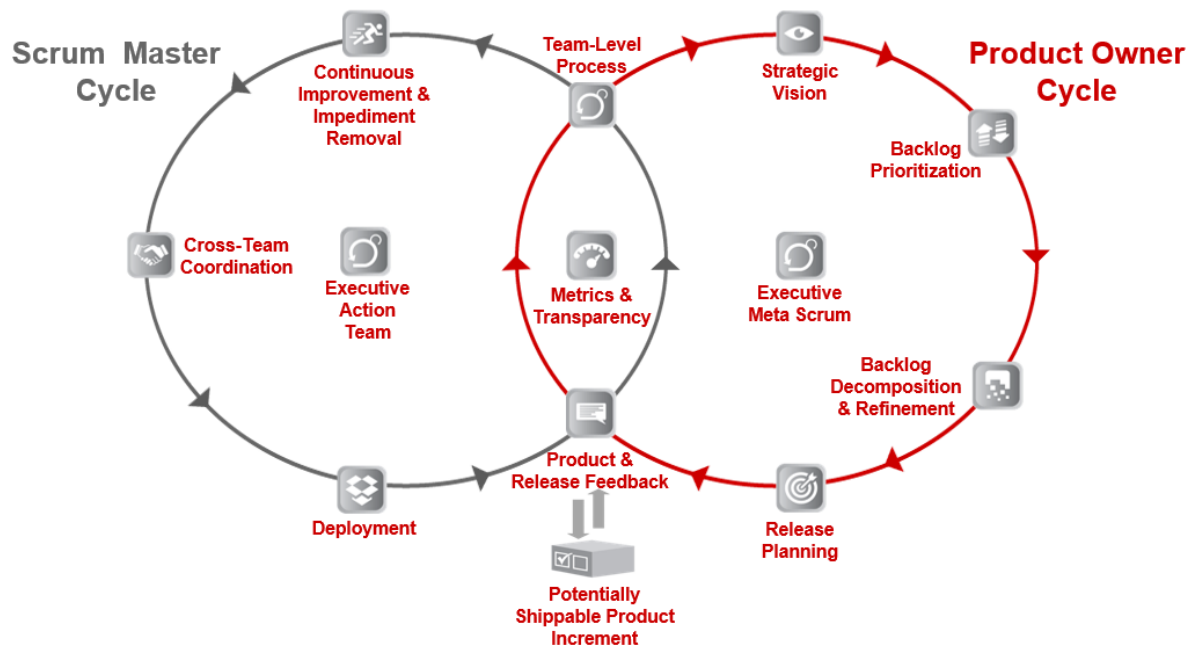 Scrum Master
Cycle
Continuous
Improvement &
Impediment
Removal
Team-Level
Process
Strategic
Vision
Product Owner
Cycle
Backlog
Prioritization
Cross-Team
Coordination
Executive
Action
Team
Metrics &
Transparency
Executive
Meta Scrum
Backlog
Decomposition
& Refinement
Deployment
Product &
Release Feedback
Release
Planning
Potentially
Shippable Product
Increment